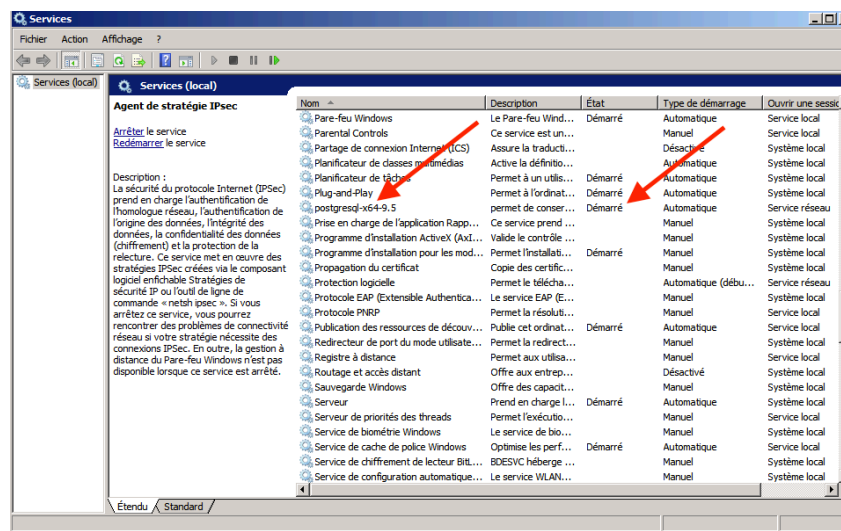 Services
Fichier Action Affichage ?
Services (local)
Services (local)
Agent de stratégie IPsec
Arrêter le service
Redémarrer le service
Description :
La sécurité du protocole Internet (IPSec)
prend en charge l'authentification de
l'homologue réseau, l'authentification de
l'origine des données, l'intégrité des
données, la confidentialité des données
(chiffrement) et la protection de la
relecture. Ce service met en œuvre des
stratégies IPSec créées via le composant
logiciel enfichable Stratégies de
sécurité IP ou l'outil de ligne de
commande « netsh ipsec ». Si vous
arrêtez ce service, vous pourrez
rencontrer des problèmes de connectivité
réseau si votre stratégie nécessite des
connexions IPSec. En outre, la gestion à
distance du Pare-feu Windows n'est pas
disponible lorsque ce service est arrêté.
Nom Description État Type de démarrage Ouvrir une sessio
Pare-feu Windows Le Pare-feu Wind... Démarré Automatique Service local
Parental Controls Ce service est un... Manuel Service local
Partage de connexion Internet (ICS) Assure la traducti... Désactivé Système local
Planificateur de classes multimédias Active la définitio... Automatique Système local
Planificateur de tâches Permet à un utilis... Démarré Automatique Système local
Plug-and-Play Permet à l'ordinat... Démarré Automatique Système local
postgresql-x64-9.5 permet de conser... Démarré Automatique Service réseau
Prise en charge de l'application Rapp... Ce service prend ... Manuel Système local
Programme d'installation ActiveX (AxI... Valide le contrôle ... Manuel Système local
Programme d'installation pour les mod... Permet l'installati... Démarré Manuel Système local
Propagation du certificat Copie des certific... Manuel Système local
Protection logicielle Permet le télécha... Automatique (débu... Service réseau
Protocole EAP (Extensible Authentica... Le service EAP (E... Manuel Système local
Protocole PNRP Permet la résoluti... Manuel Service local
Publication des ressources de découv... Publie cet ordinat... Démarré Automatique Service local
Redirecteur de port du mode utilisate... Permet la redirect... Manuel Système local
Registre à distance Permet aux utilisa... Manuel Service local
Routage et accès distant Offre aux entrep... Désactivé Système local
Sauvegarde Windows Offre des capacit... Manuel Système local
Serveur Prend en charge l... Démarré Automatique Système local
Serveur de priorités des threads Permet l'exécutio... Manuel Service local
Service de biométrie Windows Le service de bio... Manuel Système local
Service de cache de police Windows Optimise les perf... Démarré Automatique Service local
Service de chiffrement de lecteur BitL... BDESVC héberge ... Manuel Système local
Service de configuration automatique... Le service WLAN... Manuel Système local
Étendu Standard